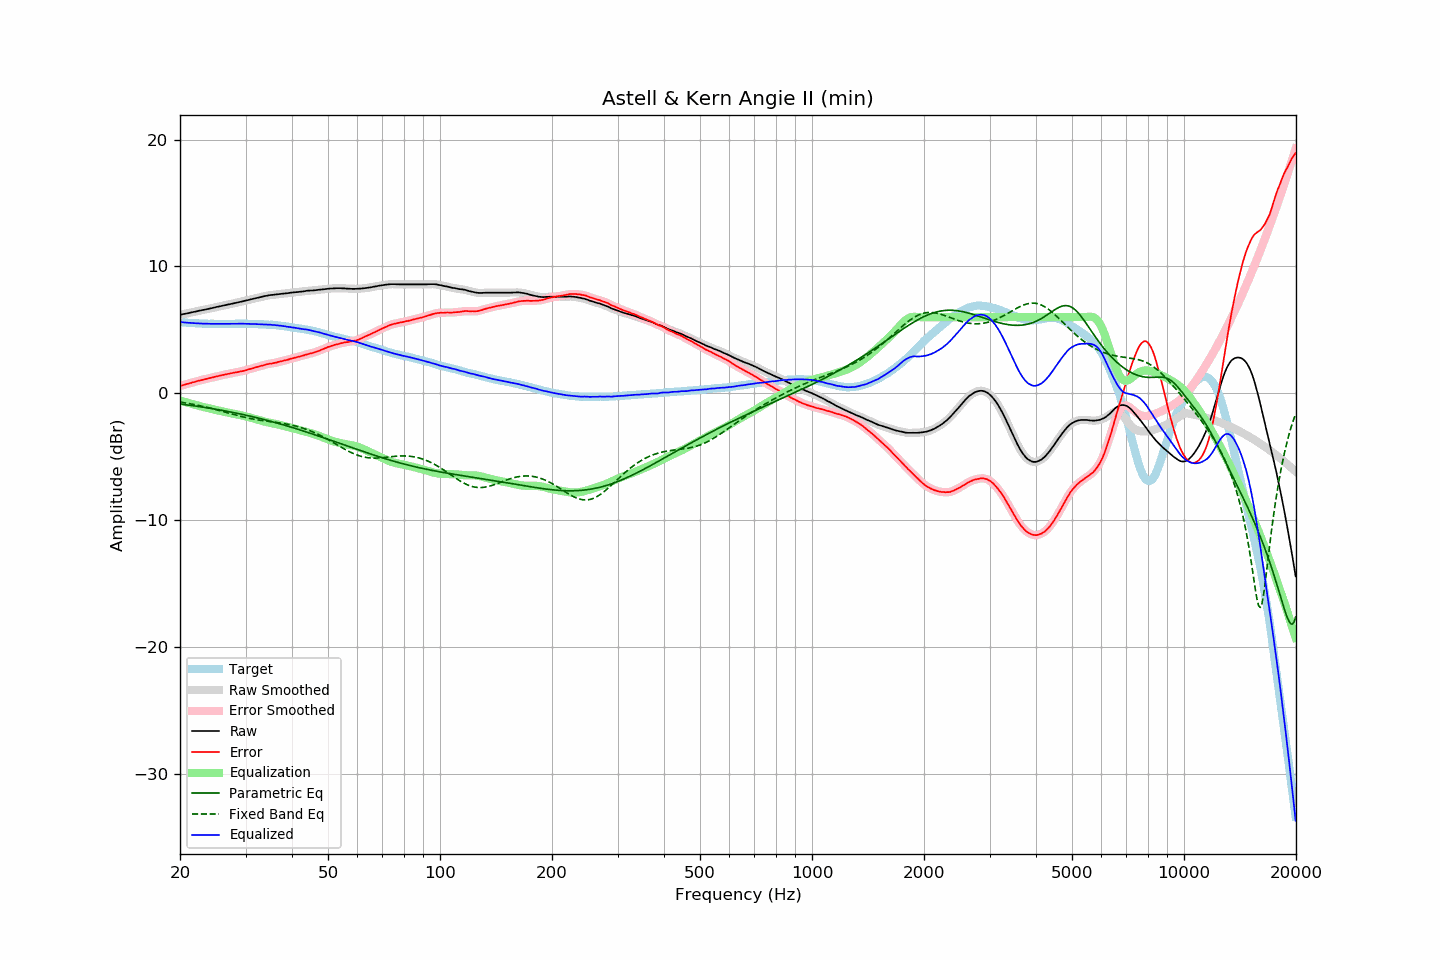 Astell & Kern Angie II (min)
20
10
0
−10
−20
−30
Amplitude (dBr)
Target
Raw Smoothed
Error Smoothed
Raw
Error
Equalization
Parametric Eq
Fixed Band Eq
Equalized
20 50 100 200 500 1000 2000 5000 10000 20000
Frequency (Hz)